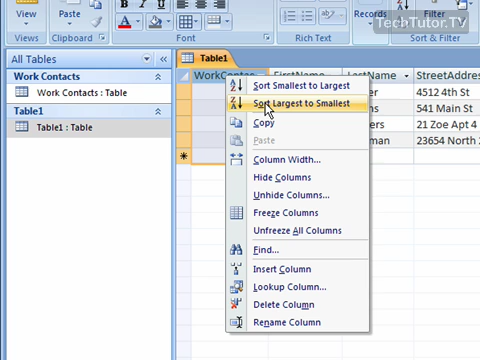 View
Paste
B I U
Records
Filter
TechTutor.TV
Views
Clipboard
Font
Rich Text
Sort & Filter
All Tables
Work Contacts
Work Contacts : Table
Table1
Table1 : Table
Table1
WorkContac FirstName LastName StreetAddres
4512 4th St
541 Main St
21 Zoe Apt 4
23654 North
Sort Smallest to Largest
Sort Largest to Smallest
Copy
Paste
Column Width...
Hide Columns
Unhide Columns...
Freeze Columns
Unfreeze All Columns
Find...
Insert Column
Lookup Column...
Delete Column
Rename Column